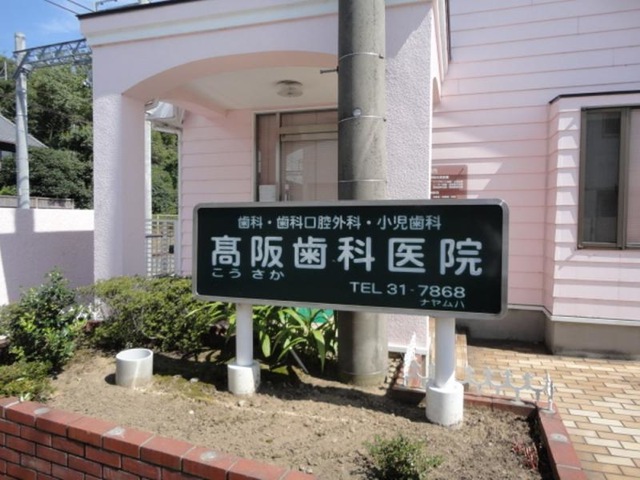 歯科・歯科口腔外科・小児歯科
髙阪歯科医院
こうさか
TEL 31-7868
ナヤムハ